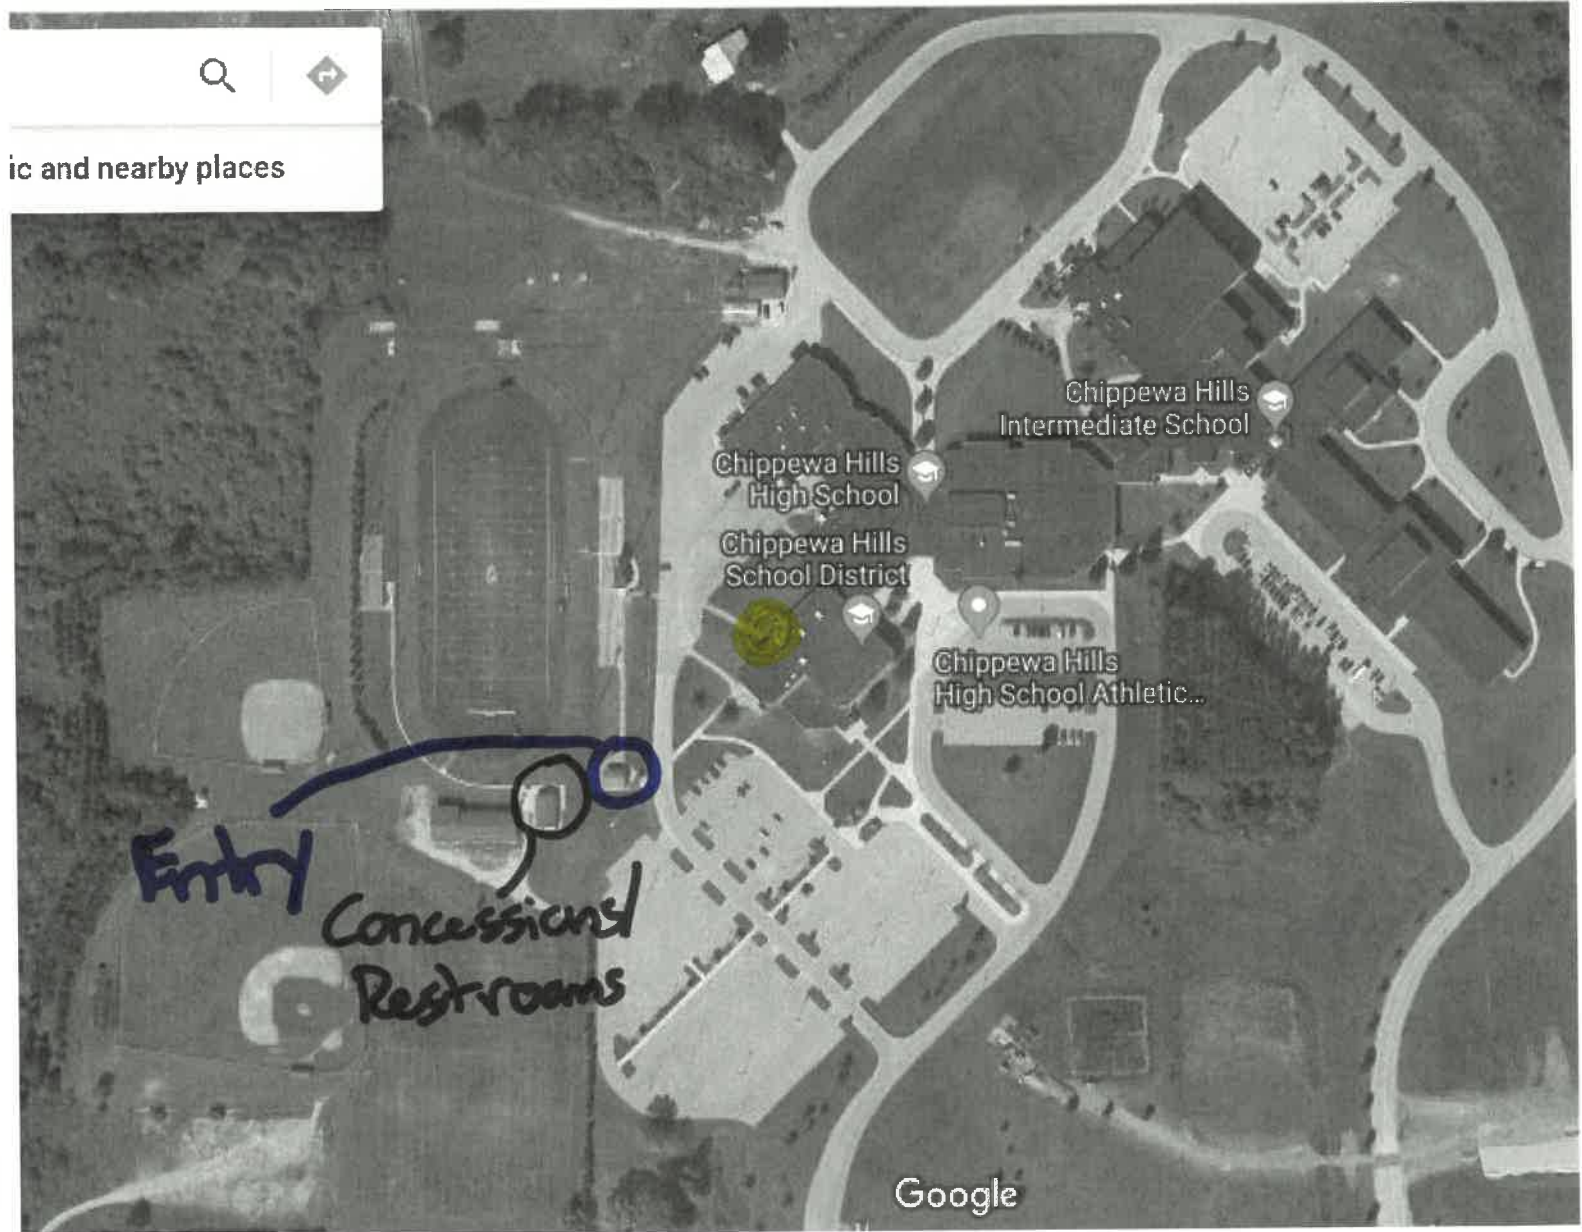 ic and nearby places
Chippewa Hills
Intermediate School
Chippewa Hills
High School
Chippewa Hills
School District
Chippewa Hills
High School Athletic...
Entry
Concessions/
Restrooms
Google